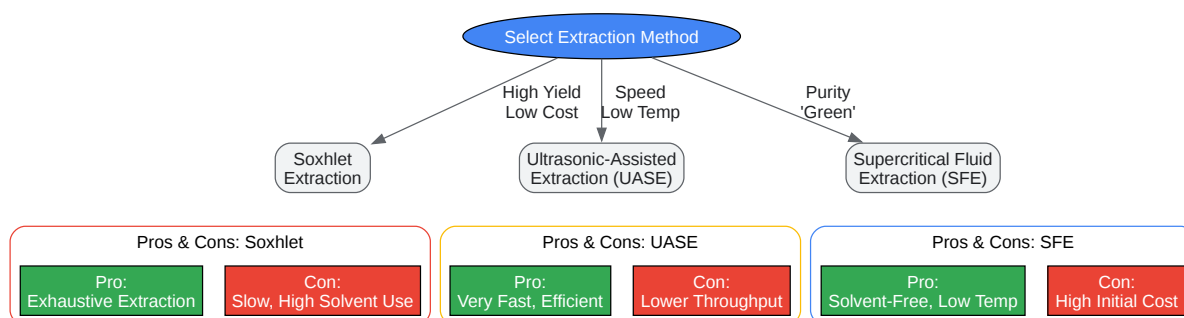 Select Extraction Method
High Yield
Low Cost
Speed
Low Temp
Purity
'Green'
Soxhlet
Extraction
Ultrasonic-Assisted
Extraction (UASE)
Supercritical Fluid
Extraction (SFE)
Pros & Cons: Soxhlet
Pro:
Exhaustive Extraction
Con:
Slow, High Solvent Use
Pros & Cons: UASE
Pro:
Very Fast, Efficient
Con:
Lower Throughput
Pros & Cons: SFE
Pro:
Solvent-Free, Low Temp
Con:
High Initial Cost